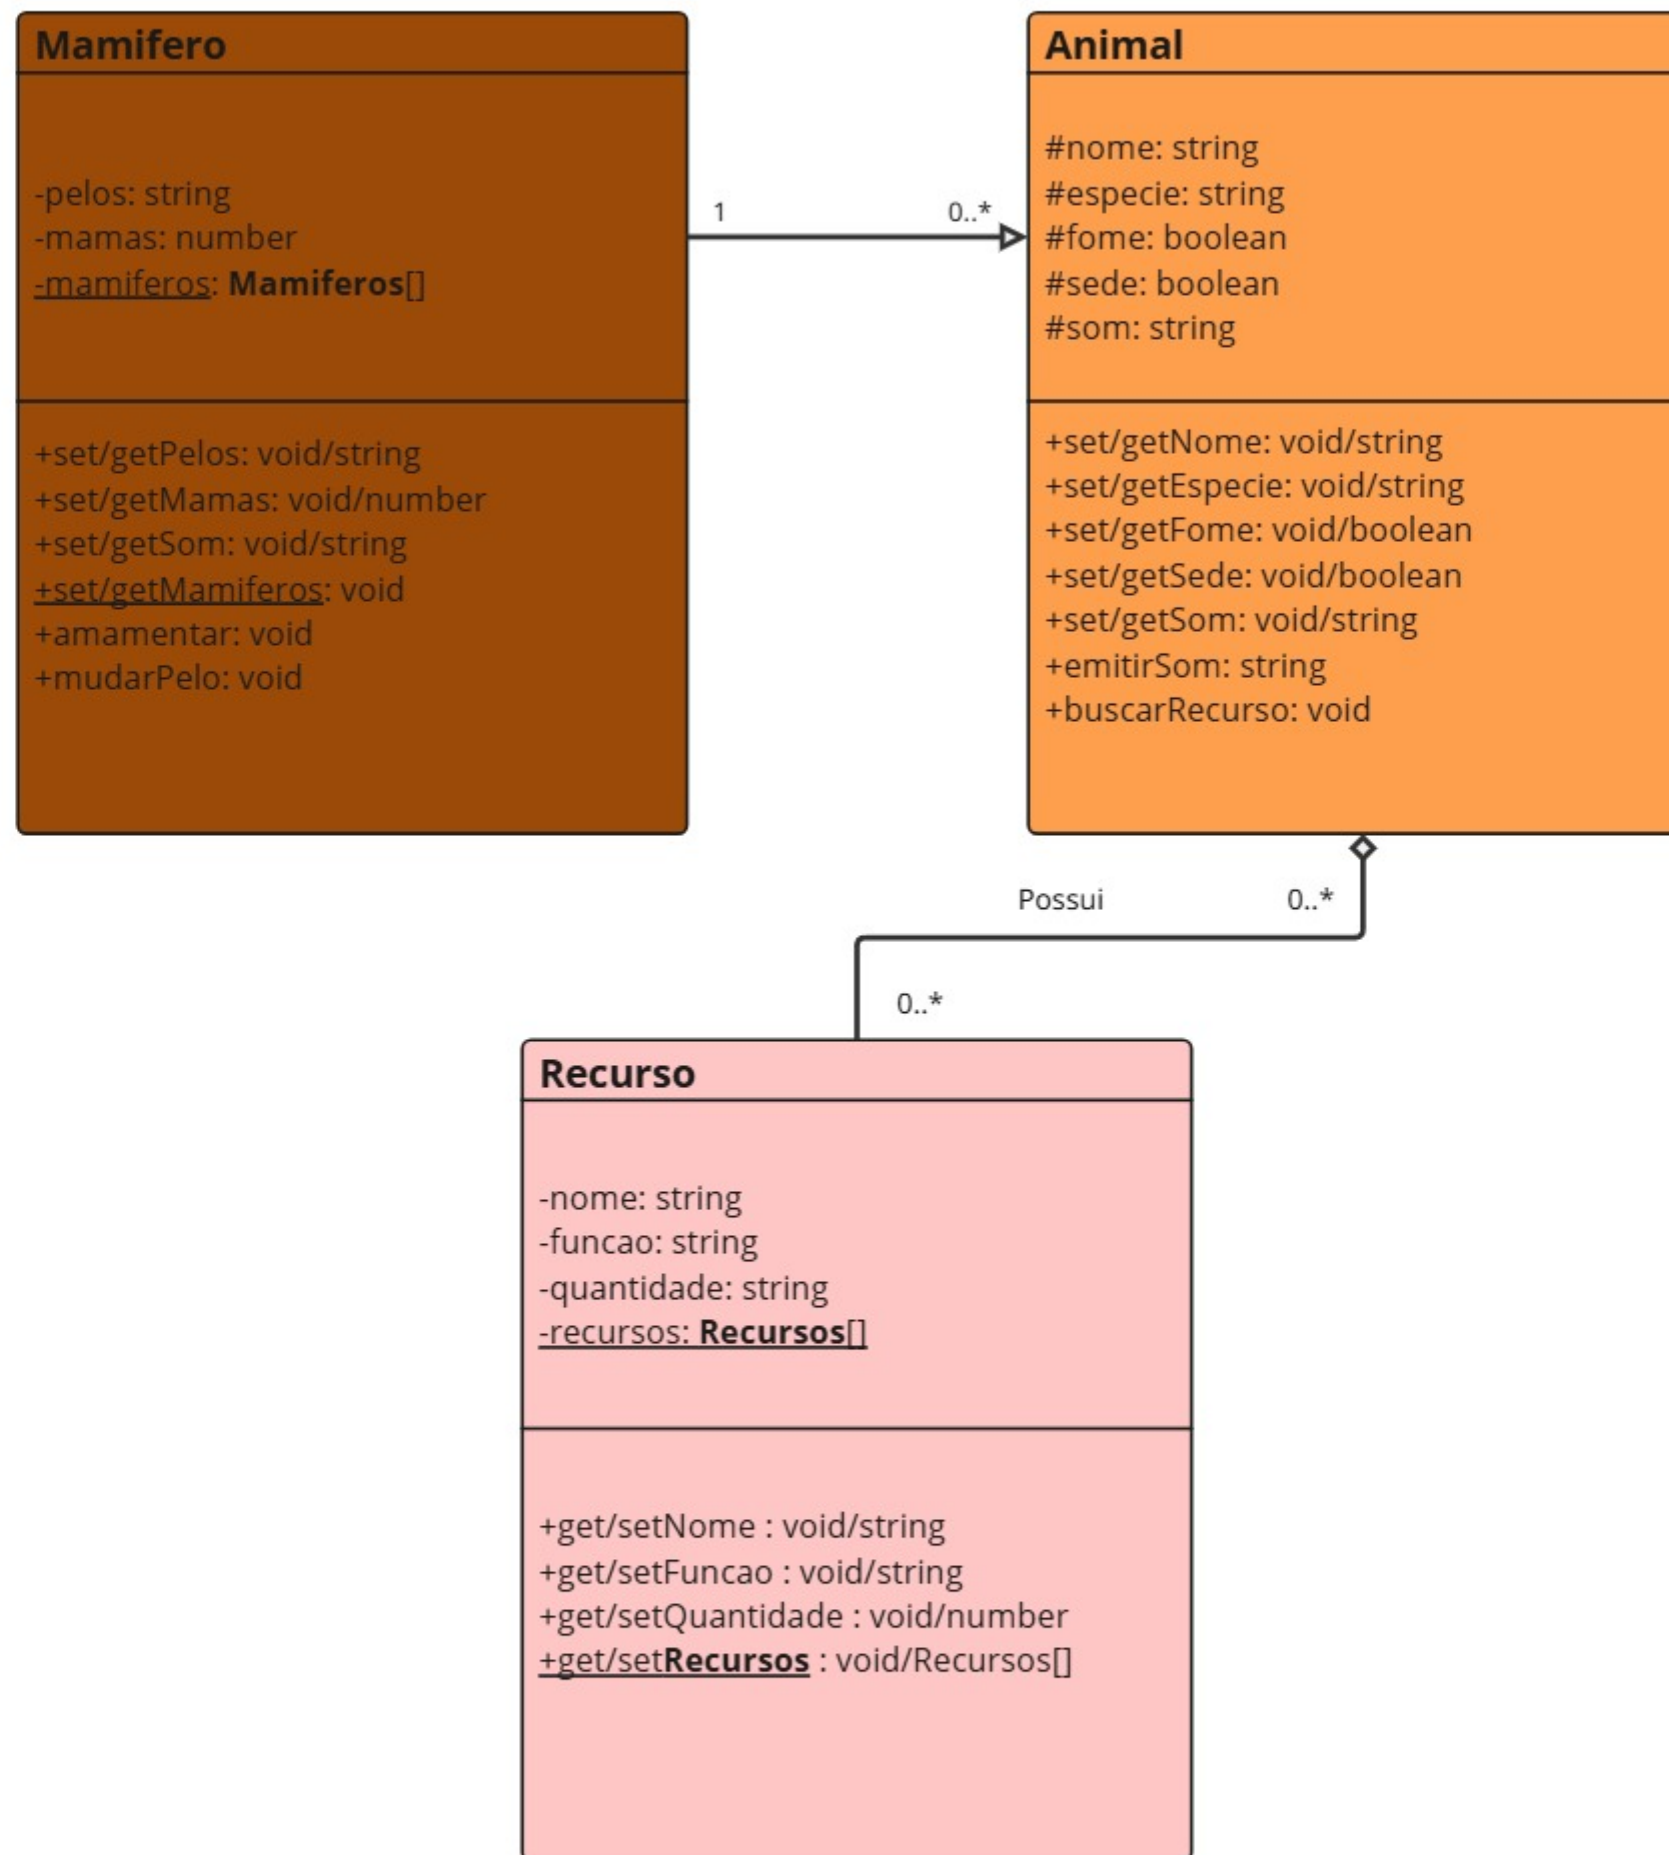 Mamifero
-pelos: string
-mamas: number
-mamiferos: Mamiferos[]
+set/getPelos: void/string
+set/getMamas: void/number
+set/getSom: void/string
+set/getMamiferos: void
+amamentar: void
+mudarPelo: void
1
0..*
Animal
#nome: string
#especie: string
#fome: boolean
#sede: boolean
#som: string
+set/getNome: void/string
+set/getEspecie: void/string
+set/getFome: void/boolean
+set/getSede: void/boolean
+set/getSom: void/string
+emitirSom: string
+buscarRecurso: void
Possui
0..*
0..*
Recurso
-nome: string
-funcao: string
-quantidade: string
-recursos: Recursos[]
+get/setNome : void/string
+get/setFuncao : void/string
+get/setQuantidade : void/number
+get/setRecursos : void/Recursos[]